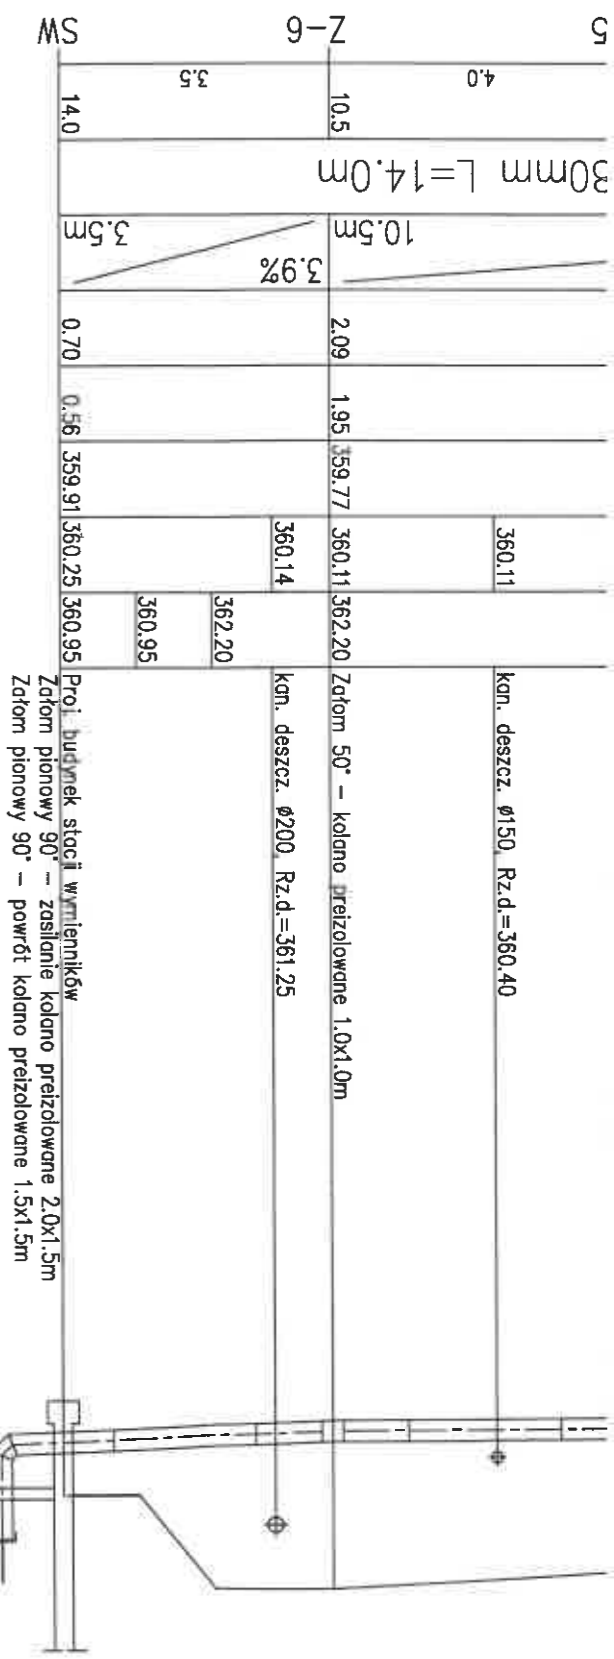 5
Z-6
SW
4.0
3.5
10.5
14.0
30mm L=14.0m
10.5m
3.5m
3.9%
2.09
0.70
1.95
0.56
359.77
359.91
360.11
360.14
360.11
360.25
362.20
362.20
360.95
360.95
kan. deszcz. ø150, Rz.d.=360.40
Załom 50° – kolano preizolowane 1.0x1.0m
kan. deszcz. ø200, Rz.d.=361.25
Proj. budynek stacji wymienników
Załom pionowy 90° – zasilanie kolano preizolowane 2.0x1.5m
Załom pionowy 90° – powrót kolano preizolowane 1.5x1.5m